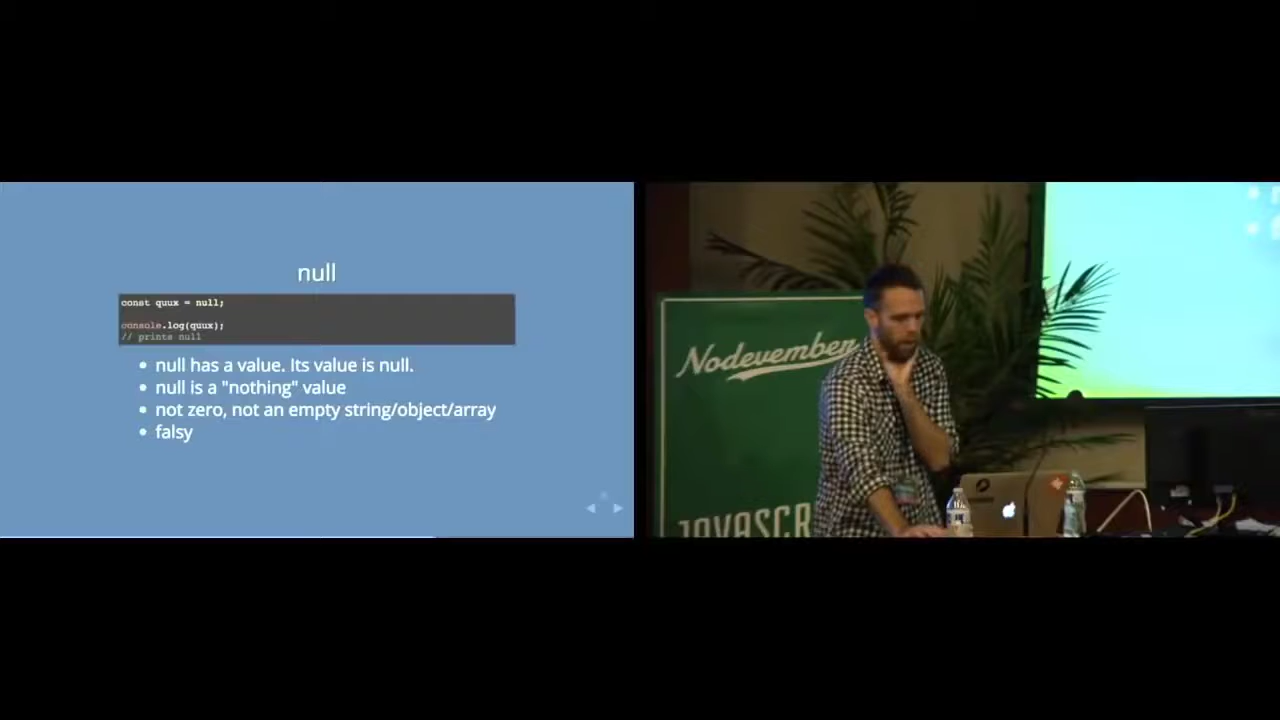 null
const quux = null;
console.log(quux);
// prints null
null has a value. Its value is null.
null is a "nothing" value
not zero, not an empty string/object/array
falsy
Nodevember
JAVASCR